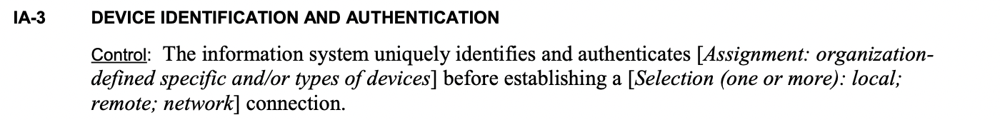 IA-3 DEVICE IDENTIFICATION AND AUTHENTICATION
Control: The information system uniquely identifies and authenticates [Assignment: organization-
defined specific and/or types of devices] before establishing a [Selection (one or more): local;
remote; network] connection.